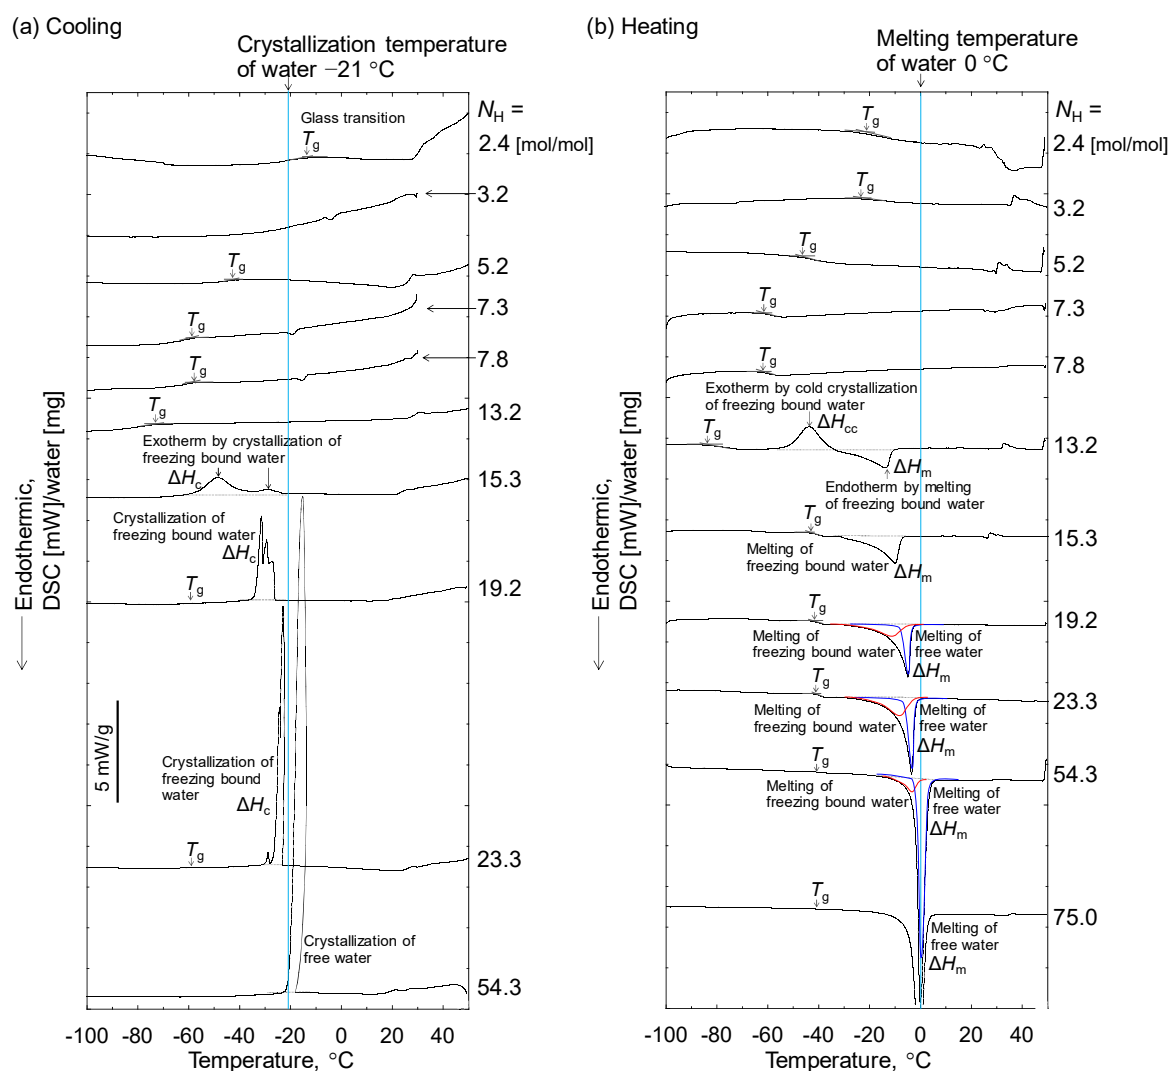 (a) Cooling
Crystallization temperature
of water −21 °C
N_H =
Glass transition
T_g
2.4 [mol/mol]
3.2
T_g
5.2
T_g
7.3
T_g
7.8
T_g
13.2
Exotherm by crystallization of
freezing bound water
ΔH_c
15.3
Crystallization of
freezing bound water
ΔH_c
T_g
19.2
Crystallization of
freezing bound
water
ΔH_c
T_g
23.3
Crystallization of
free water
54.3
Endothermic,
DSC [mW]/water [mg]
5 mW/g
-100 -80 -60 -40 -20 0 20 40
Temperature, °C
(b) Heating
Melting temperature
of water 0 °C
N_H =
T_g
2.4 [mol/mol]
T_g
3.2
T_g
5.2
T_g
7.3
T_g
7.8
Exotherm by cold crystallization
of freezing bound water
T_g
ΔH_cc
13.2
ΔH_m
Endotherm by melting
of freezing bound water
T_g
15.3
Melting of
freezing bound water
ΔH_m
T_g
19.2
Melting of
freezing bound water
Melting of
free water
ΔH_m
T_g
23.3
Melting of
freezing bound water
Melting of
free water
ΔH_m
T_g
54.3
Melting of
freezing bound water
Melting of
free water
ΔH_m
T_g
75.0
Melting of
free water
ΔH_m
Endothermic,
DSC [mW]/water [mg]
-100 -80 -60 -40 -20 0 20 40
Temperature, °C